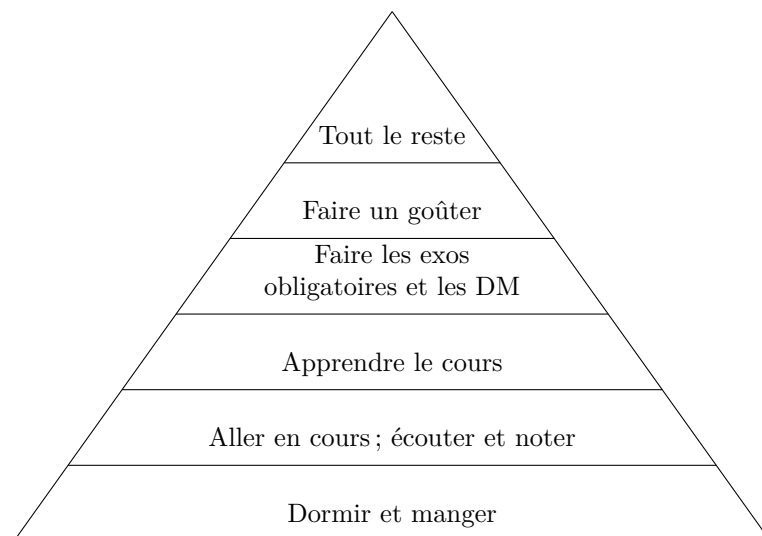 Tout le reste
Faire un goûter
Faire les exos
obligatoires et les DM
Apprendre le cours
Aller en cours ; écouter et noter
Dormir et manger